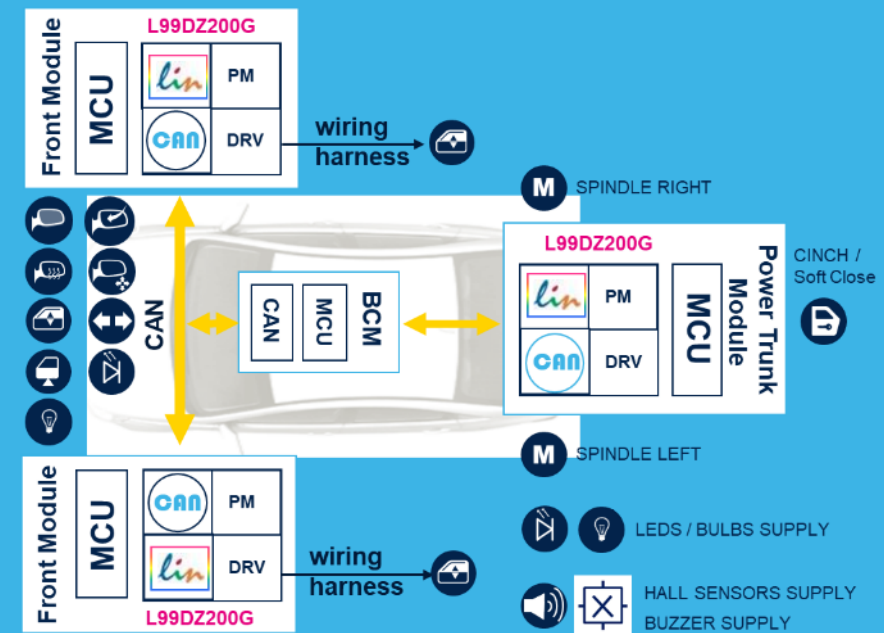 L99DZ200G
Front Module
MCU
lin
PM
CAN
DRV
wiring
harness
M
SPINDLE RIGHT
CAN
CAN
MCU
BCM
L99DZ200G
lin
PM
CAN
DRV
MCU
Power Trunk
Module
CINCH /
Soft Close
M
SPINDLE LEFT
Front Module
MCU
CAN
PM
lin
DRV
L99DZ200G
wiring
harness
LEDS / BULBS SUPPLY
HALL SENSORS SUPPLY
BUZZER SUPPLY